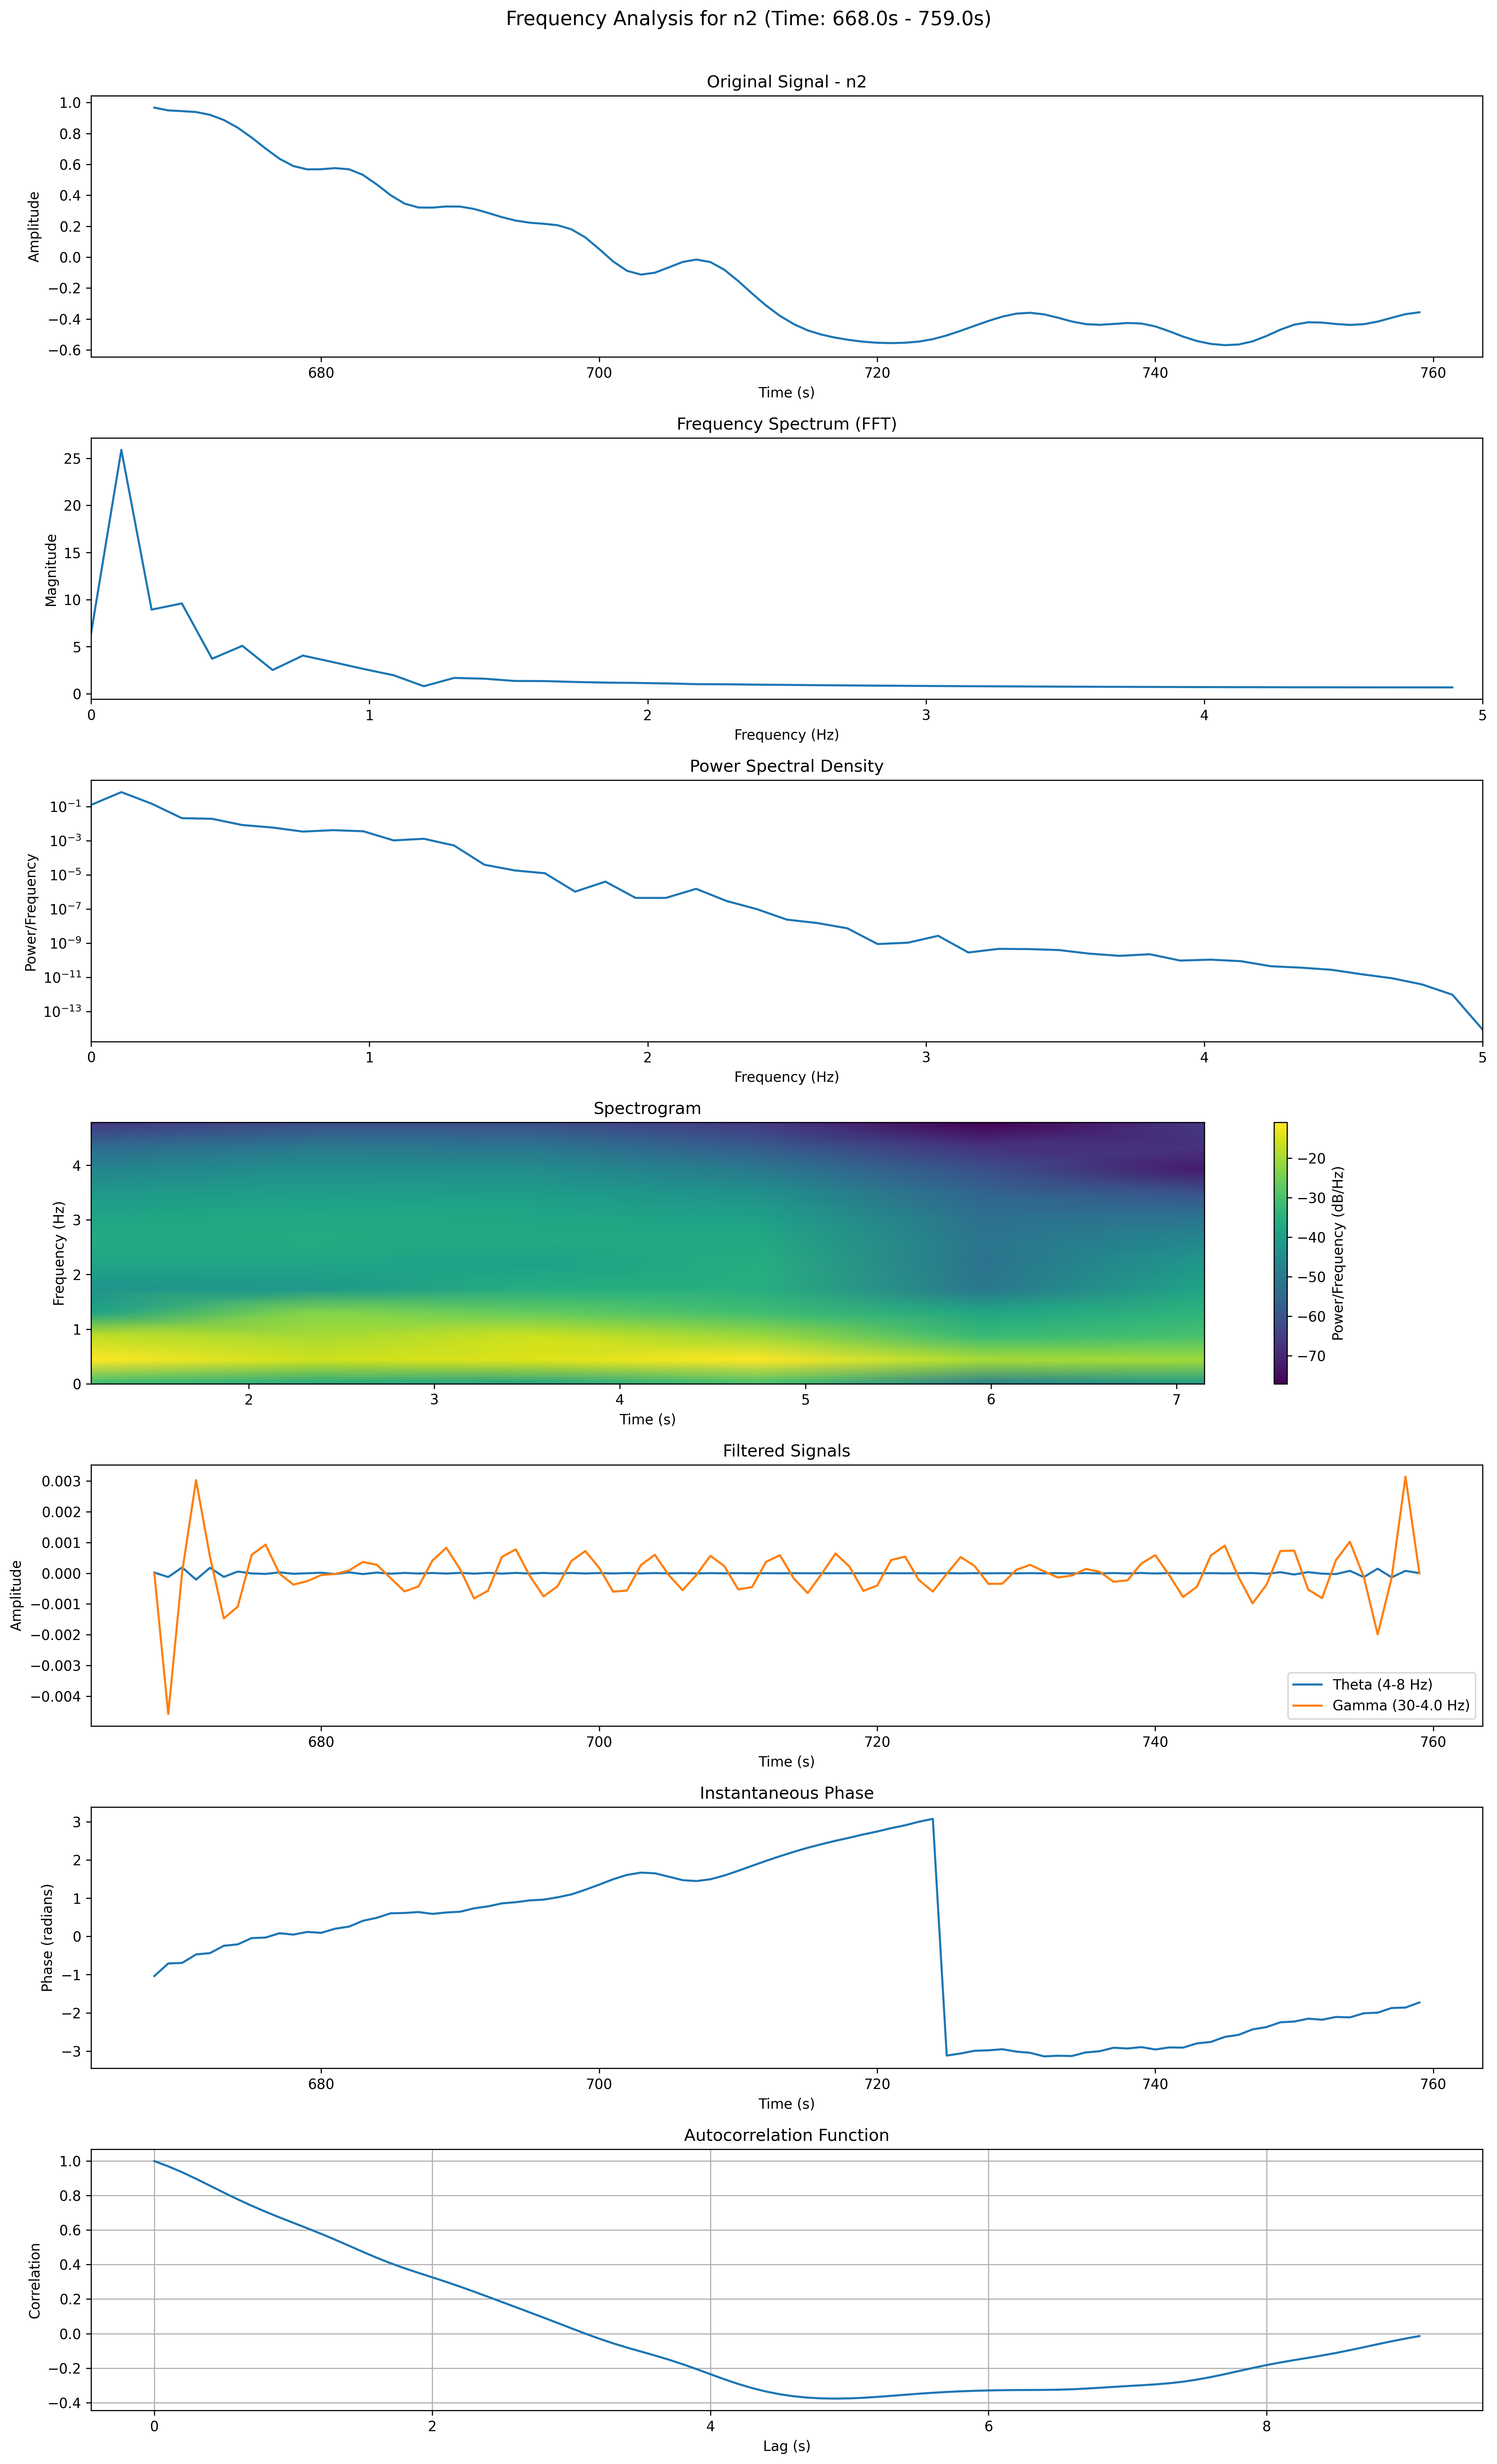 Frequency Analysis for n2 (Time: 668.0s - 759.0s)
Original Signal - n2
Amplitude
1.0
0.8
0.6
0.4
0.2
0.0
−0.2
−0.4
−0.6
680 700 720 740 760
Time (s)
Frequency Spectrum (FFT)
Magnitude
25
20
15
10
5
0
0 1 2 3 4 5
Frequency (Hz)
Power Spectral Density
Power/Frequency
10⁻¹
10⁻³
10⁻⁵
10⁻⁷
10⁻⁹
10⁻¹¹
10⁻¹³
0 1 2 3 4 5
Frequency (Hz)
Spectrogram
Frequency (Hz)
4
3
2
1
0
2 3 4 5 6 7
Time (s)
−20
−30
−40
−50
−60
−70
Power/Frequency (dB/Hz)
Filtered Signals
Amplitude
0.003
0.002
0.001
0.000
−0.001
−0.002
−0.003
−0.004
Theta (4-8 Hz)
Gamma (30-4.0 Hz)
680 700 720 740 760
Time (s)
Instantaneous Phase
Phase (radians)
3
2
1
0
−1
−2
−3
680 700 720 740 760
Time (s)
Autocorrelation Function
Correlation
1.0
0.8
0.6
0.4
0.2
0.0
−0.2
−0.4
0 2 4 6 8
Lag (s)